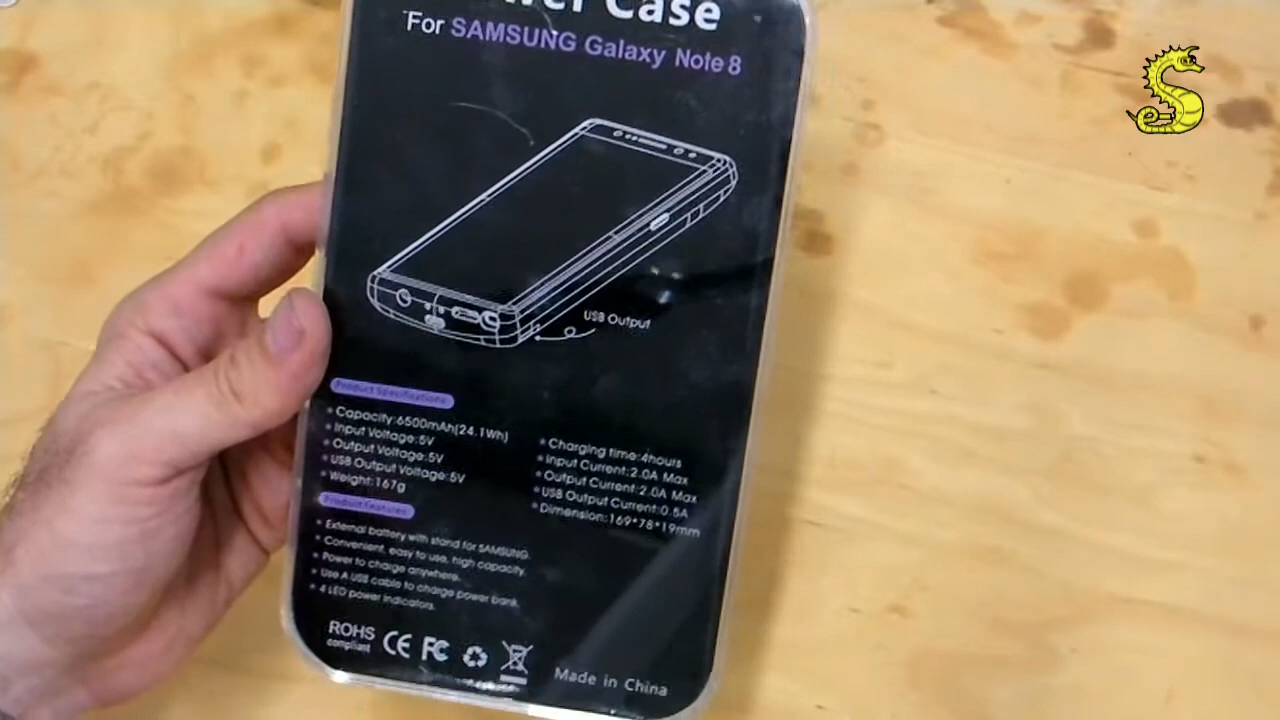 Case
For SAMSUNG Galaxy Note 8
USB Output
Product Specifications
• Capacity:6500mAh(24.1Wh)
• Input Voltage:5V
• Output Voltage:5V
• USB Output Voltage:5V
• Weight:167g
• Charging time:4hours
• Input Current:2.0A Max
• Output Current:2.0A Max
• USB Output Current:0.5A
• Dimension:169*78*19mm
Product Features
• External battery with stand for SAMSUNG.
• Convenient, easy to use, high capacity.
• Power to charge anywhere.
• Use A USB cable to charge power bank.
• 4 LED power indicators.
ROHS
compliant
CE FC
Made in China